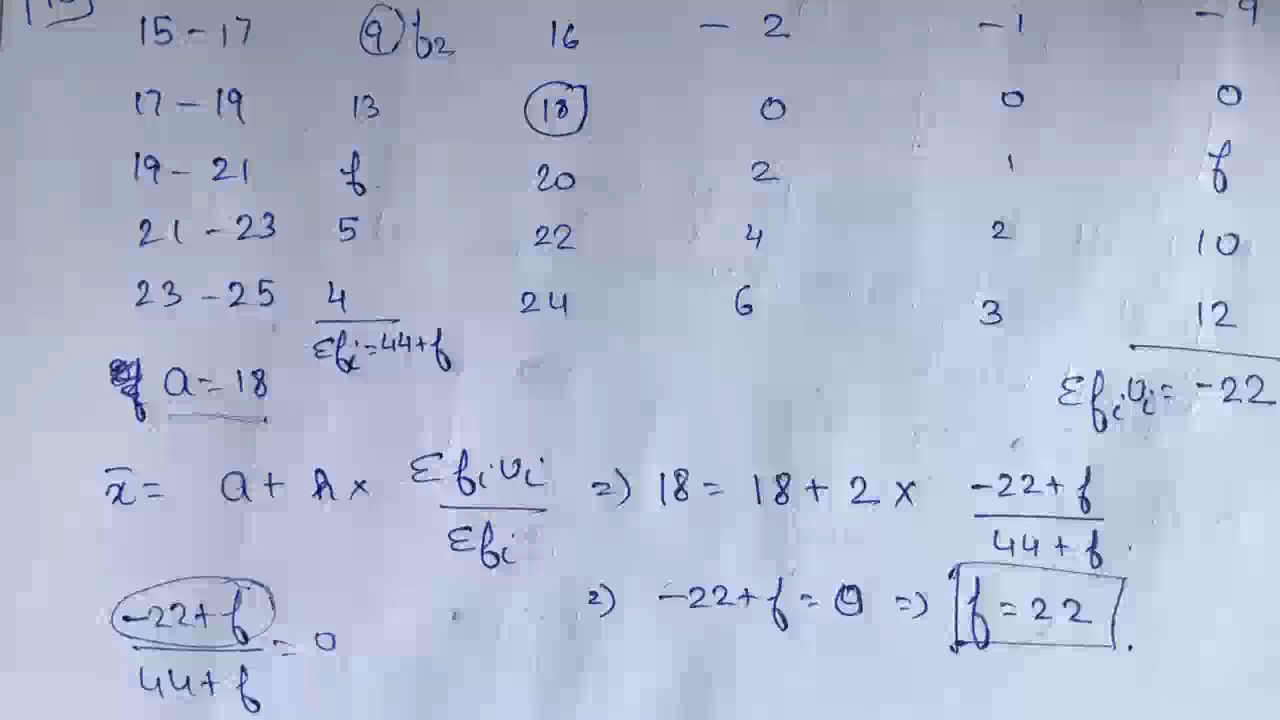 15-17 9 f2 16 -2 -1 -9
17-19 13 18 0 0 0
19-21 f 20 2 1 f
21-23 5 22 4 2 10
23-25 4 24 6 3 12
Σfi=44+f
a=18
Σfiui= -22
x̄= a+h× Σfiui/Σfi => 18= 18+2× -22+f/44+f
=> -22+f=0 => f=22.
-22+f/44+f = 0